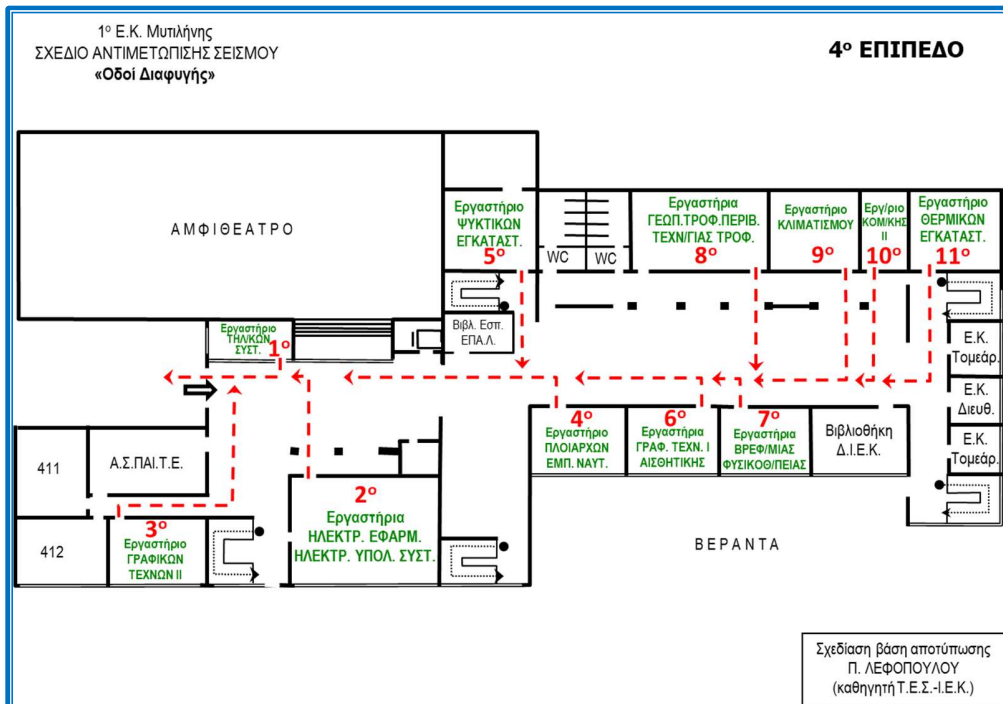 1ο Ε.Κ. Μυτιλήνης
ΣΧΕΔΙΟ ΑΝΤΙΜΕΤΩΠΙΣΗΣ ΣΕΙΣΜΟΥ
«Οδοί Διαφυγής»
4ο ΕΠΙΠΕΔΟ
ΑΜΦΙΘΕΑΤΡΟ
Εργαστήριο
ΨΥΚΤΙΚΩΝ
ΕΓΚΑΤΑΣΤ.
5ο
WC
WC
Εργαστήρια
ΓΕΩΠ.ΤΡΟΦ.ΠΕΡΙΒ.
ΤΕΧΝ/ΓΙΑΣ ΤΡΟΦ.
8ο
Εργαστήριο
ΚΛΙΜΑΤΙΣΜΟΥ
9ο
Εργ/ριο
ΚΟΜ/ΚΗΣ
ΙΙ
10ο
Εργαστήριο
ΘΕΡΜΙΚΩΝ
ΕΓΚΑΤΑΣΤ.
11ο
Εργαστήριο
ΤΗΛ/ΚΩΝ
ΣΥΣΤ.
1ο
Βιβλ. Εσπ.
ΕΠΑ.Λ.
Ε.Κ.
Τομεάρ.
Ε.Κ.
Διευθ.
Ε.Κ.
Τομεάρ.
4ο
Εργαστήριο
ΠΛΟΙΑΡΧΩΝ
ΕΜΠ. ΝΑΥΤ.
6ο
Εργαστήρια
ΓΡΑΦ. ΤΕΧΝ. Ι
ΑΙΣΘΗΤΙΚΗΣ
7ο
Εργαστήρια
ΒΡΕΦ/ΜΙΑΣ
ΦΥΣΙΚΟΘ/ΠΕΙΑΣ
Βιβλιοθήκη
Δ.Ι.Ε.Κ.
411
Α.Σ.ΠΑΙ.Τ.Ε.
412
3ο
Εργαστήριο
ΓΡΑΦΙΚΩΝ
ΤΕΧΝΩΝ ΙΙ
2ο
Εργαστήρια
ΗΛΕΚΤΡ. ΕΦΑΡΜ.
ΗΛΕΚΤΡ. ΥΠΟΛ. ΣΥΣΤ.
ΒΕΡΑΝΤΑ
Σχεδίαση βάση αποτύπωσης
Π. ΛΕΦΟΠΟΥΛΟΥ
(καθηγητή Τ.Ε.Σ.-Ι.Ε.Κ.)